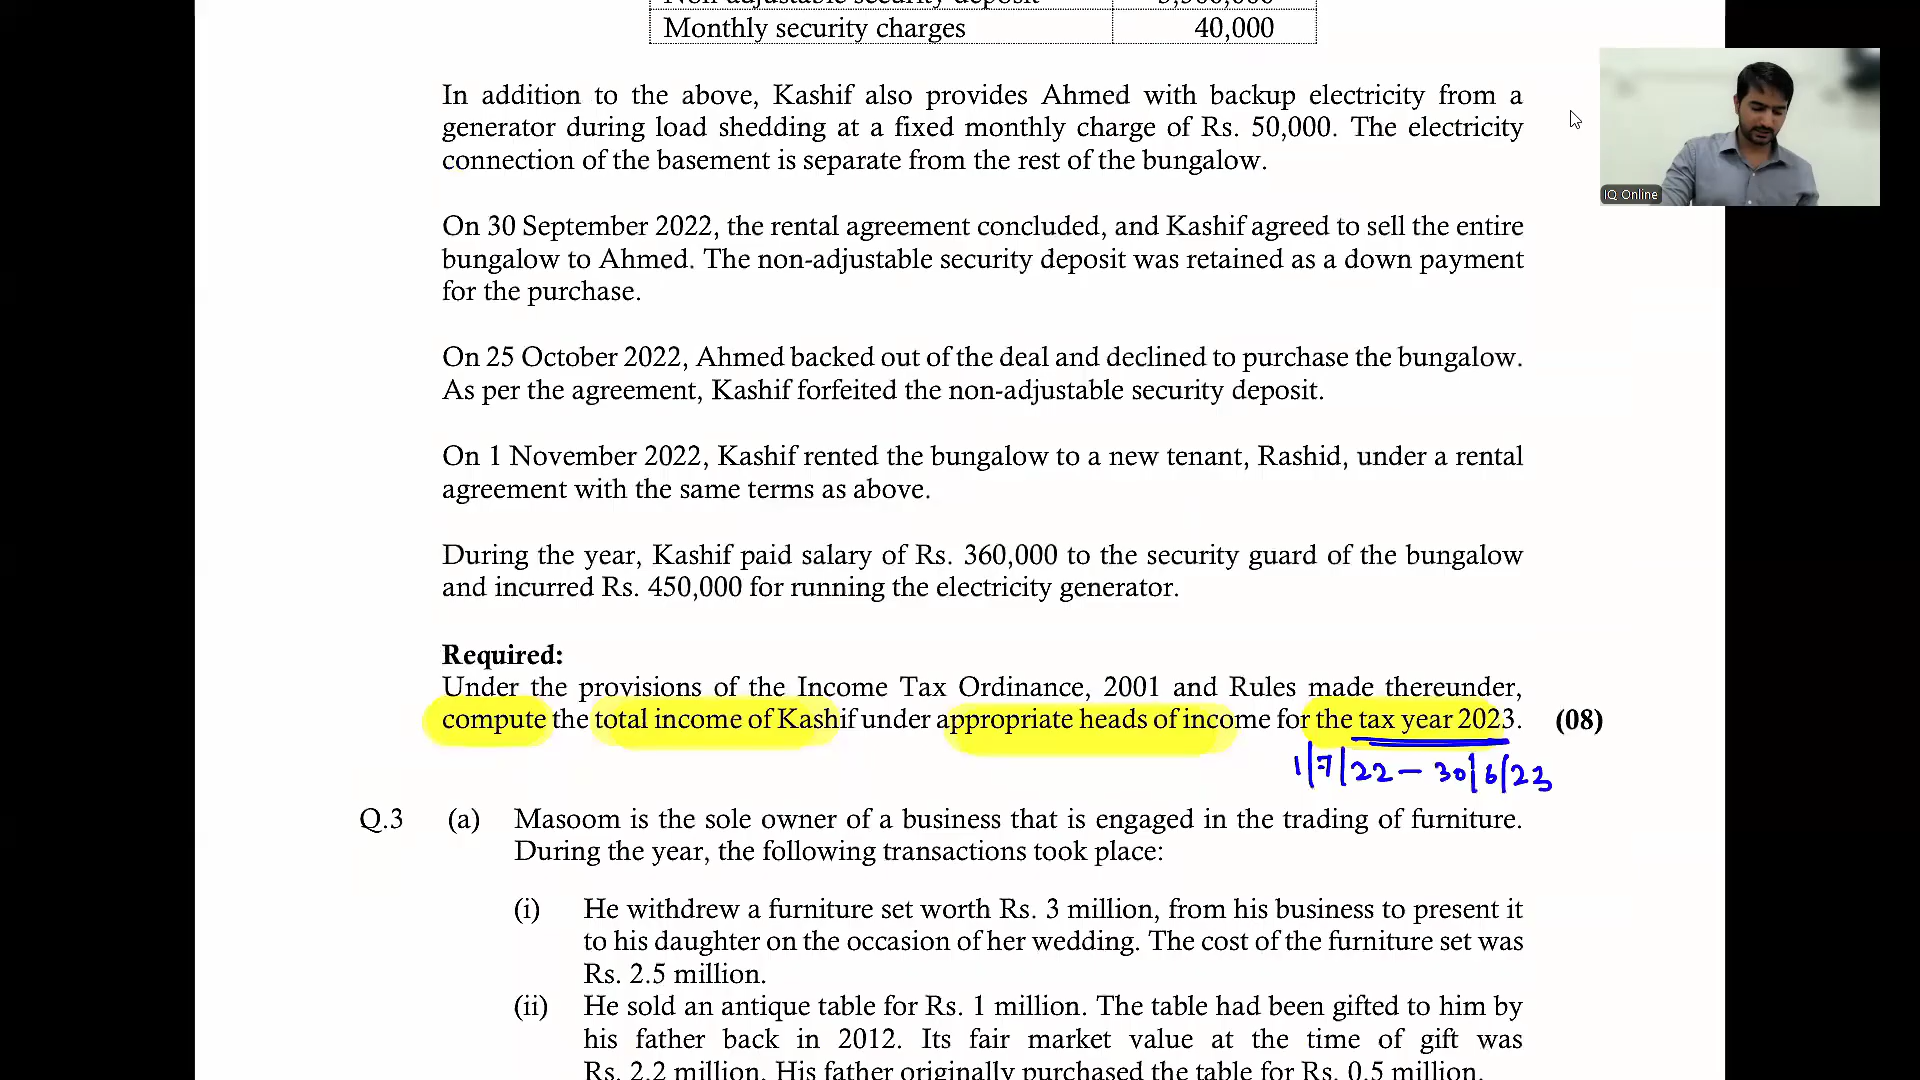 Monthly security charges 40,000
In addition to the above, Kashif also provides Ahmed with backup electricity from a
generator during load shedding at a fixed monthly charge of Rs. 50,000. The electricity
connection of the basement is separate from the rest of the bungalow.
On 30 September 2022, the rental agreement concluded, and Kashif agreed to sell the entire
bungalow to Ahmed. The non-adjustable security deposit was retained as a down payment
for the purchase.
On 25 October 2022, Ahmed backed out of the deal and declined to purchase the bungalow.
As per the agreement, Kashif forfeited the non-adjustable security deposit.
On 1 November 2022, Kashif rented the bungalow to a new tenant, Rashid, under a rental
agreement with the same terms as above.
During the year, Kashif paid salary of Rs. 360,000 to the security guard of the bungalow
and incurred Rs. 450,000 for running the electricity generator.
Required:
Under the provisions of the Income Tax Ordinance, 2001 and Rules made thereunder,
compute the total income of Kashif under appropriate heads of income for the tax year 2023. (08)
1/7/22 – 30/6/23
Q.3 (a) Masoom is the sole owner of a business that is engaged in the trading of furniture.
During the year, the following transactions took place:
(i) He withdrew a furniture set worth Rs. 3 million, from his business to present it
to his daughter on the occasion of her wedding. The cost of the furniture set was
Rs. 2.5 million.
(ii) He sold an antique table for Rs. 1 million. The table had been gifted to him by
his father back in 2012. Its fair market value at the time of gift was
Rs. 2.2 million. His father originally purchased the table for Rs. 0.5 million.
IQ Online